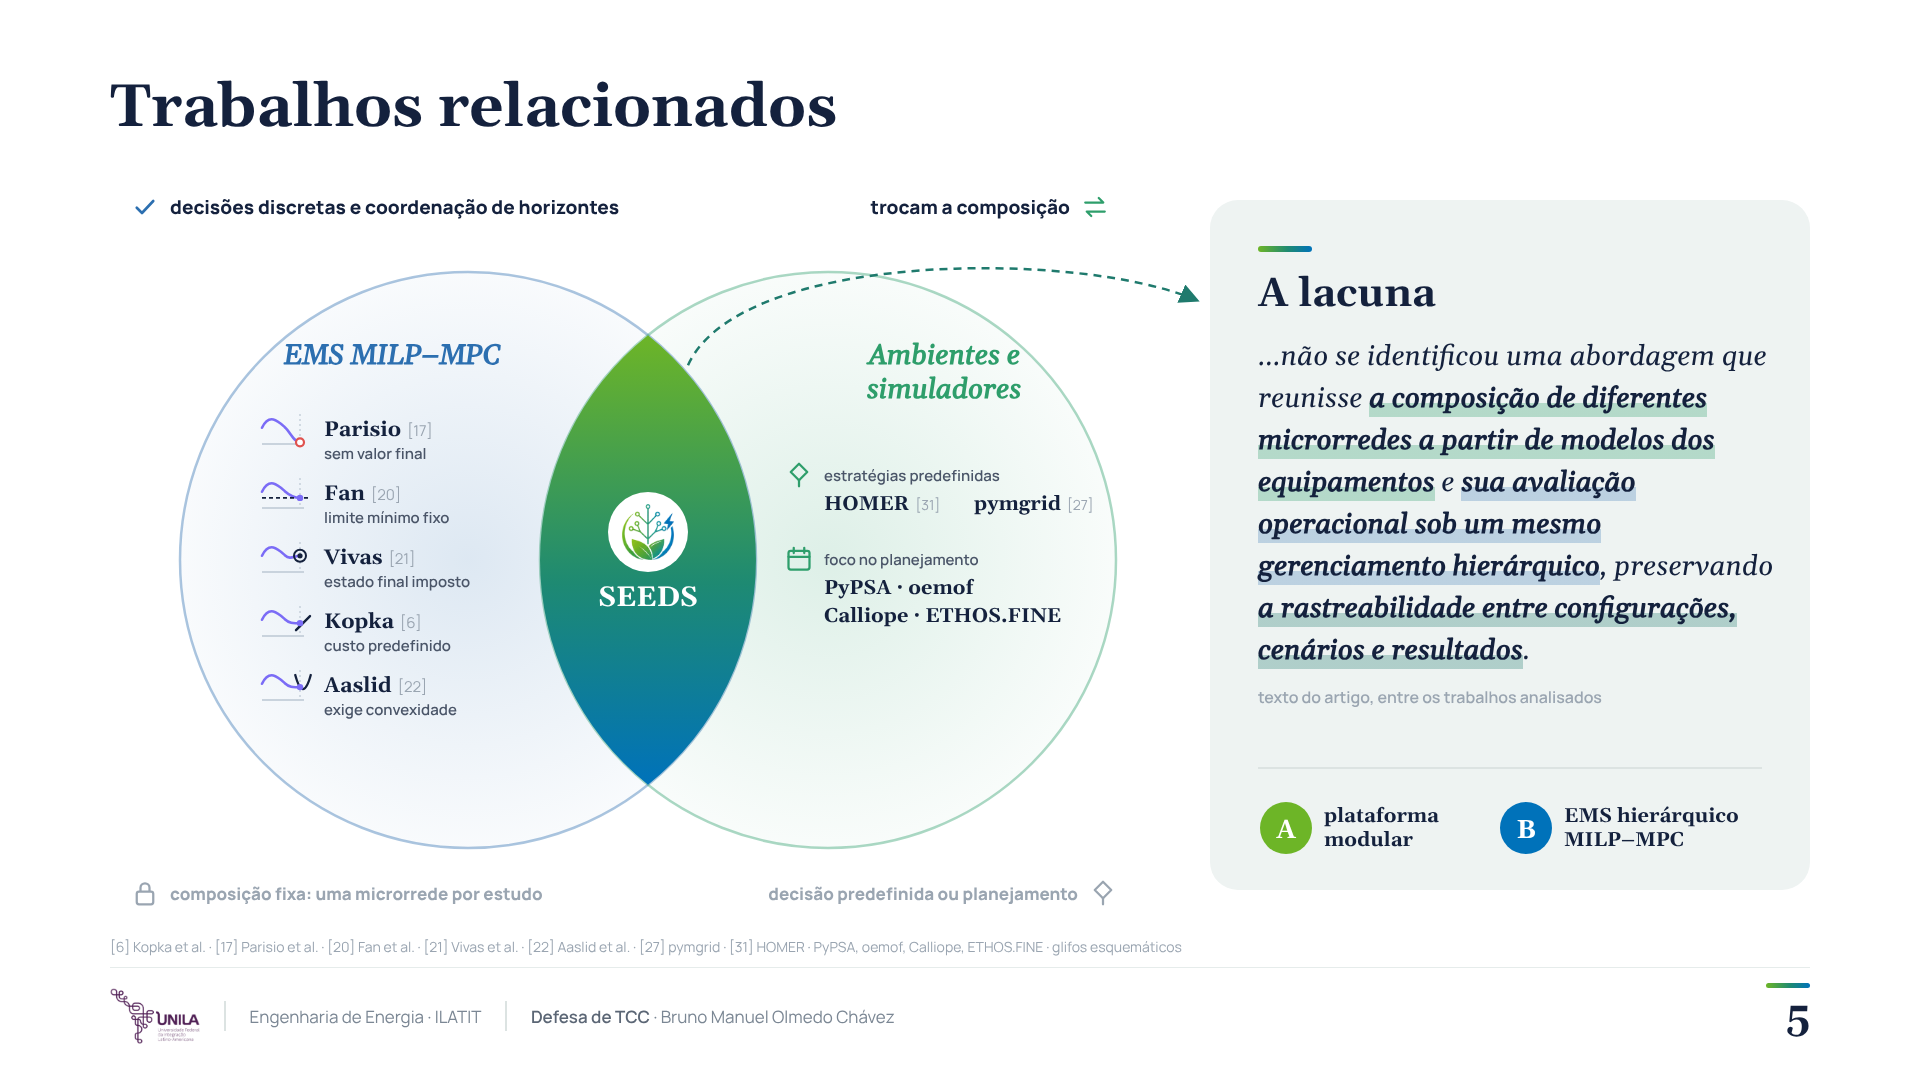 Trabalhos relacionados
decisões discretas e coordenação de horizontes
trocam a composição
EMS MILP–MPC
Parisio [17]
sem valor final
Fan [20]
limite mínimo fixo
Vivas [21]
estado final imposto
Kopka [6]
custo predefinido
Aaslid [22]
exige convexidade
SEEDS
Ambientes e
simuladores
estratégias predefinidas
HOMER [31] pymgrid [27]
foco no planejamento
PyPSA · oemof
Calliope · ETHOS.FINE
composição fixa: uma microrrede por estudo
decisão predefinida ou planejamento
A lacuna
...não se identificou uma abordagem que
reunisse a composição de diferentes
microrredes a partir de modelos dos
equipamentos e sua avaliação
operacional sob um mesmo
gerenciamento hierárquico, preservando
a rastreabilidade entre configurações,
cenários e resultados.
texto do artigo, entre os trabalhos analisados
A plataforma
modular
B EMS hierárquico
MILP–MPC
[6] Kopka et al. · [17] Parisio et al. · [20] Fan et al. · [21] Vivas et al. · [22] Aaslid et al. · [27] pymgrid · [31] HOMER · PyPSA, oemof, Calliope, ETHOS.FINE · glifos esquemáticos
UNILA
Engenharia de Energia · ILATIT
Defesa de TCC · Bruno Manuel Olmedo Chávez
5